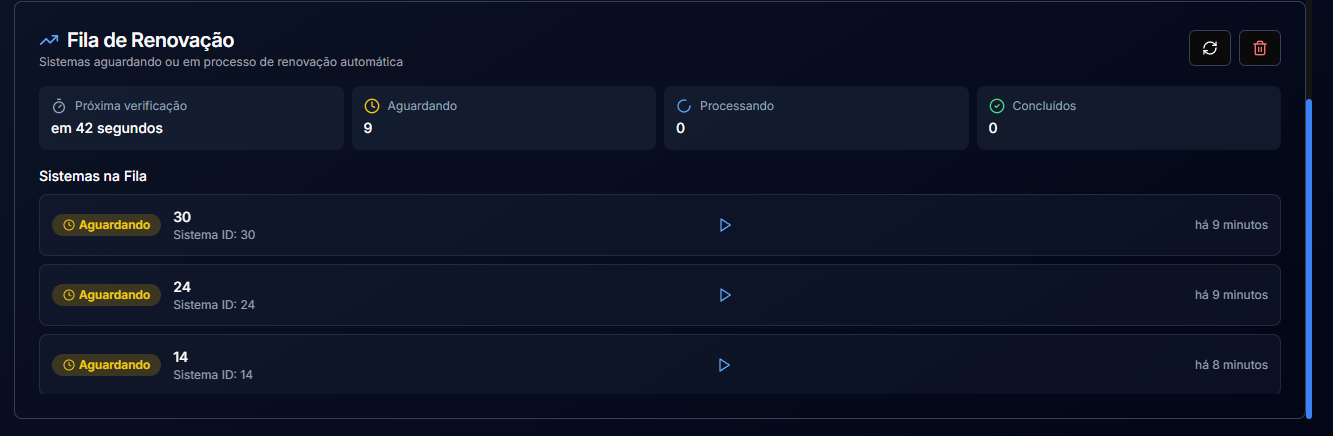 Fila de Renovação
Sistemas aguardando ou em processo de renovação automática
Próxima verificação
em 42 segundos
Aguardando
9
Processando
0
Concluídos
0
Sistemas na Fila
Aguardando
30
Sistema ID: 30
há 9 minutos
Aguardando
24
Sistema ID: 24
há 9 minutos
Aguardando
14
Sistema ID: 14
há 8 minutos